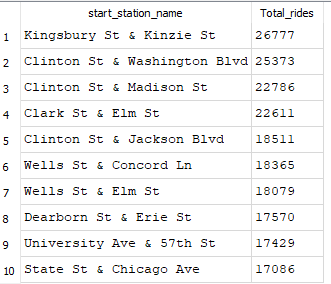 start_station_name Total_rides
1 Kingsbury St & Kinzie St 26777
2 Clinton St & Washington Blvd 25373
3 Clinton St & Madison St 22786
4 Clark St & Elm St 22611
5 Clinton St & Jackson Blvd 18511
6 Wells St & Concord Ln 18365
7 Wells St & Elm St 18079
8 Dearborn St & Erie St 17570
9 University Ave & 57th St 17429
10 State St & Chicago Ave 17086